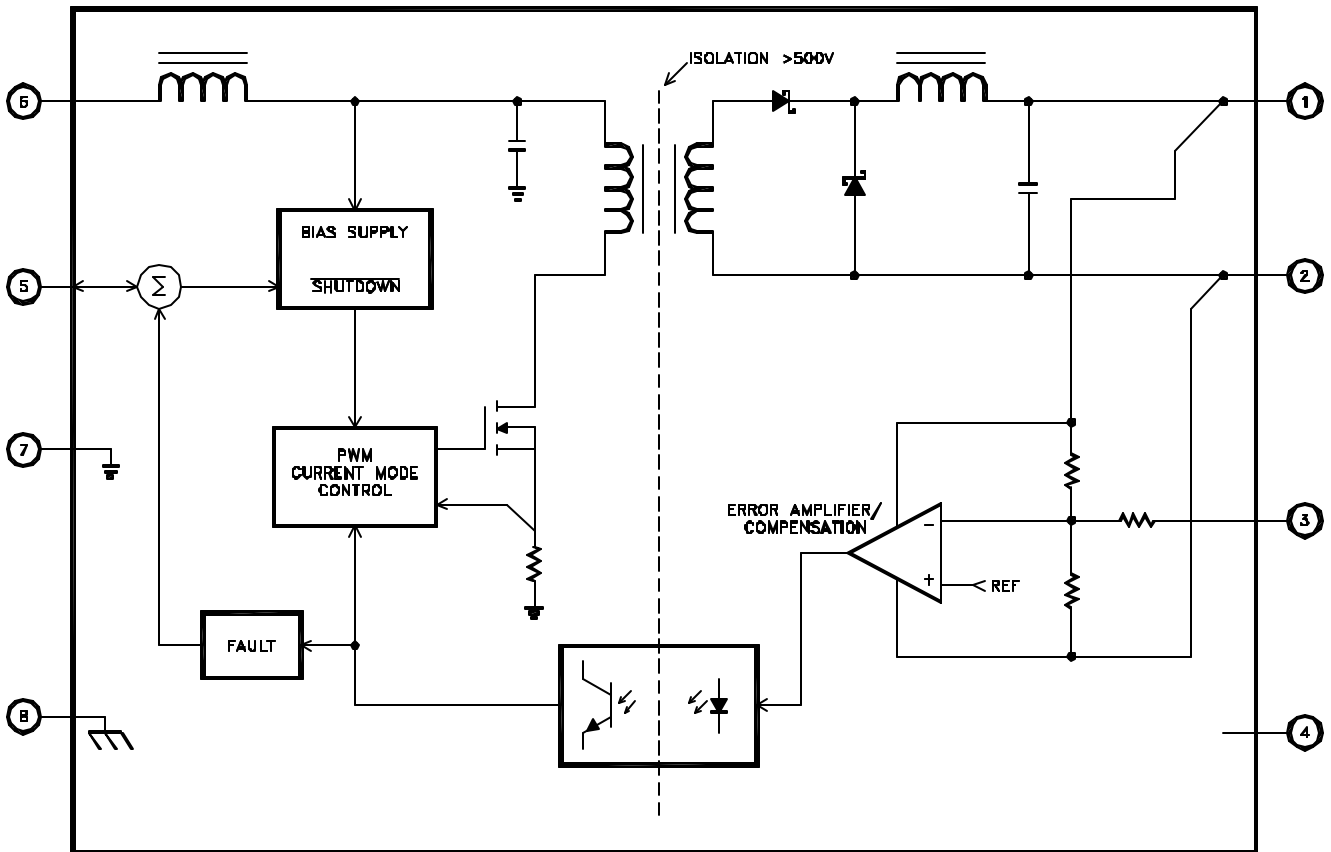 ISOLATION >500V
6
1
BIAS SUPPLY
SHUTDOWN
5
Σ
2
7
PWM
CURRENT MODE
CONTROL
ERROR AMPLIFIER/
COMPENSATION
−
3
+
REF
FAULT
8
4